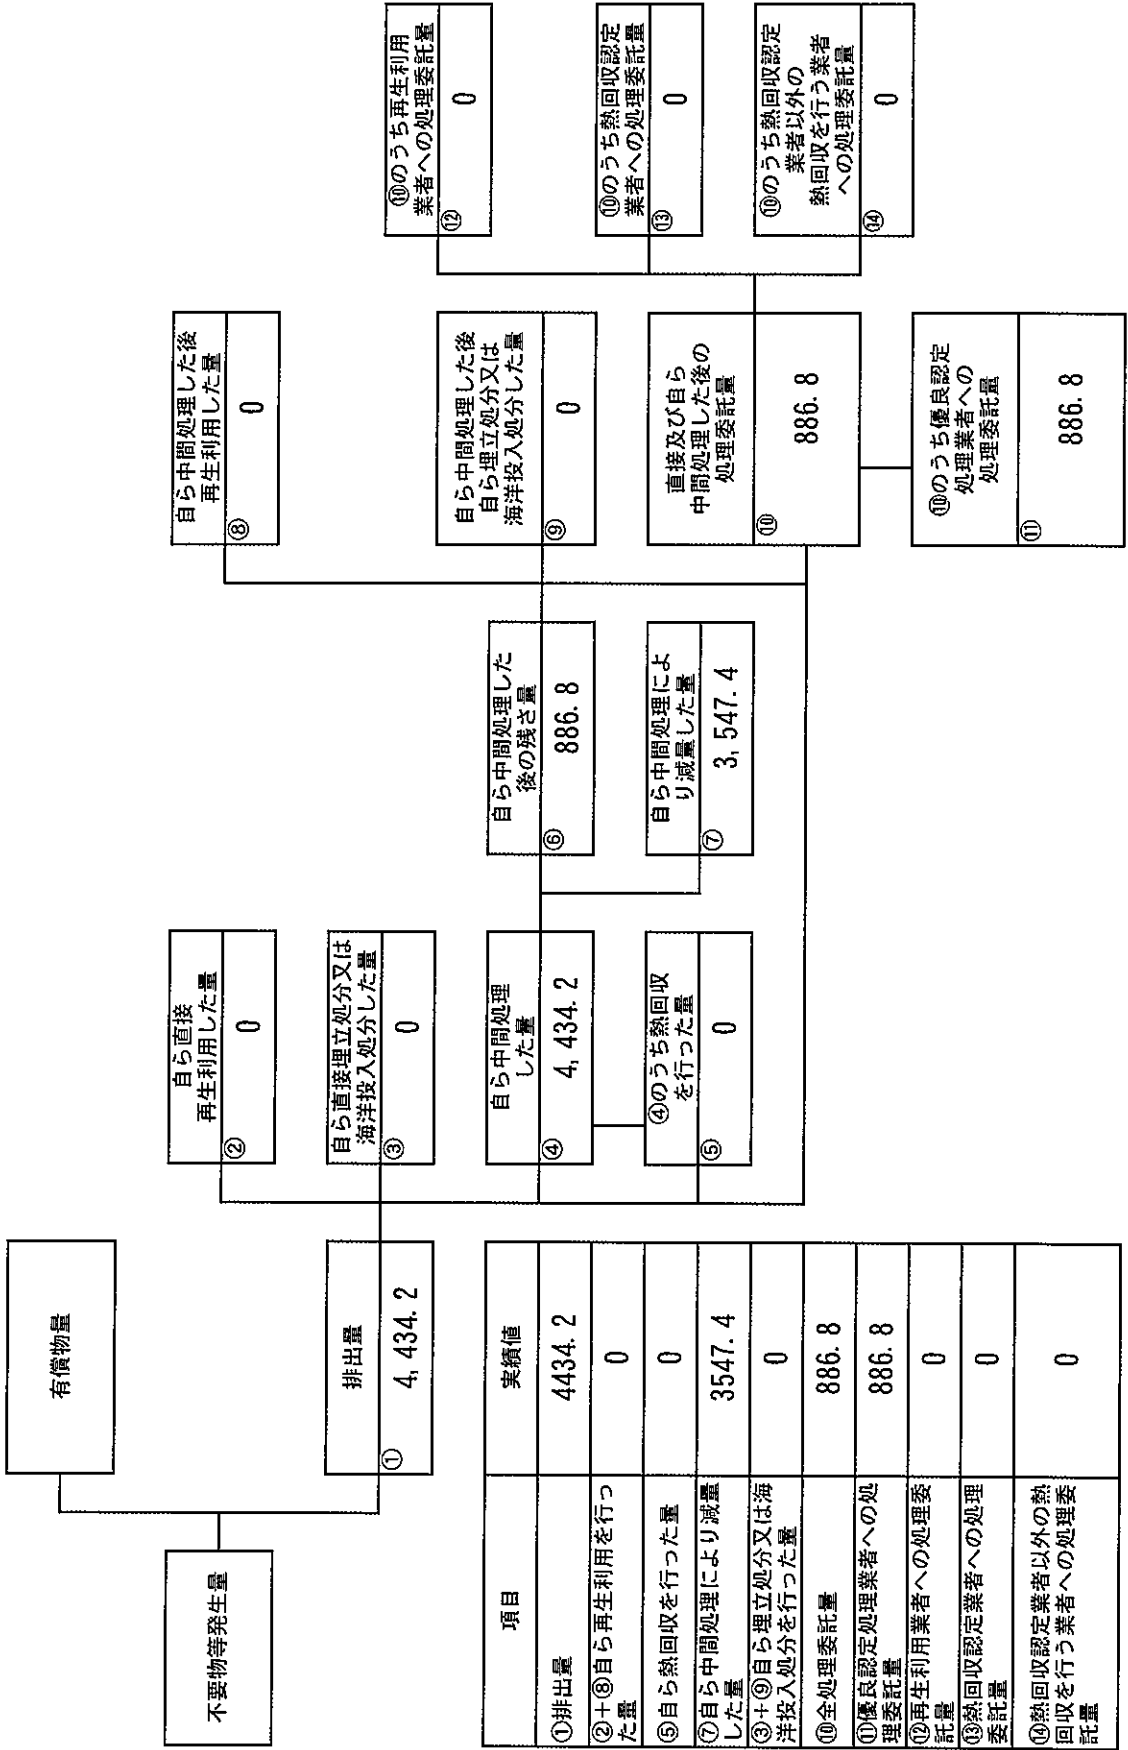 不要物等発生量
有償物量
排出量
①
4,434.2
自ら直接
再生利用した量
②
0
自ら直接埋立処分又は
海洋投入処分した量
③
0
自ら中間処理
した量
④
4,434.2
④のうち熱回収
を行った量
⑤
0
自ら中間処理した
後の残さ量
⑥
886.8
自ら中間処理によ
り減量した量
⑦
3,547.4
自ら中間処理した後
再生利用した量
⑧
0
自ら中間処理した後
自ら埋立処分又は
海洋投入処分した量
⑨
0
直接及び自ら
中間処理した後の
処理委託量
⑩
886.8
⑩のうち優良認定
処理業者への
処理委託量
⑪
886.8
⑩のうち再生利用
業者への処理委託量
⑫
0
⑩のうち熱回収認定
業者への処理委託量
⑬
0
⑩のうち熱回収認定
業者以外の
熱回収を行う業者
への処理委託量
⑭
0
項目 実績値
①排出量 4434.2
②+⑧自ら再生利用を行っ
た量 0
⑤自ら熱回収を行った量 0
⑦自ら中間処理により減量
した量 3547.4
③+⑨自ら埋立処分又は海
洋投入処分を行った量 0
⑩全処理委託量 886.8
⑪優良認定処理業者への処
理委託量 886.8
⑫再生利用業者への処理委
託量 0
⑬熱回収認定業者への処理
委託量 0
⑭熱回収認定業者以外の熱
回収を行う業者への処理委
託量 0